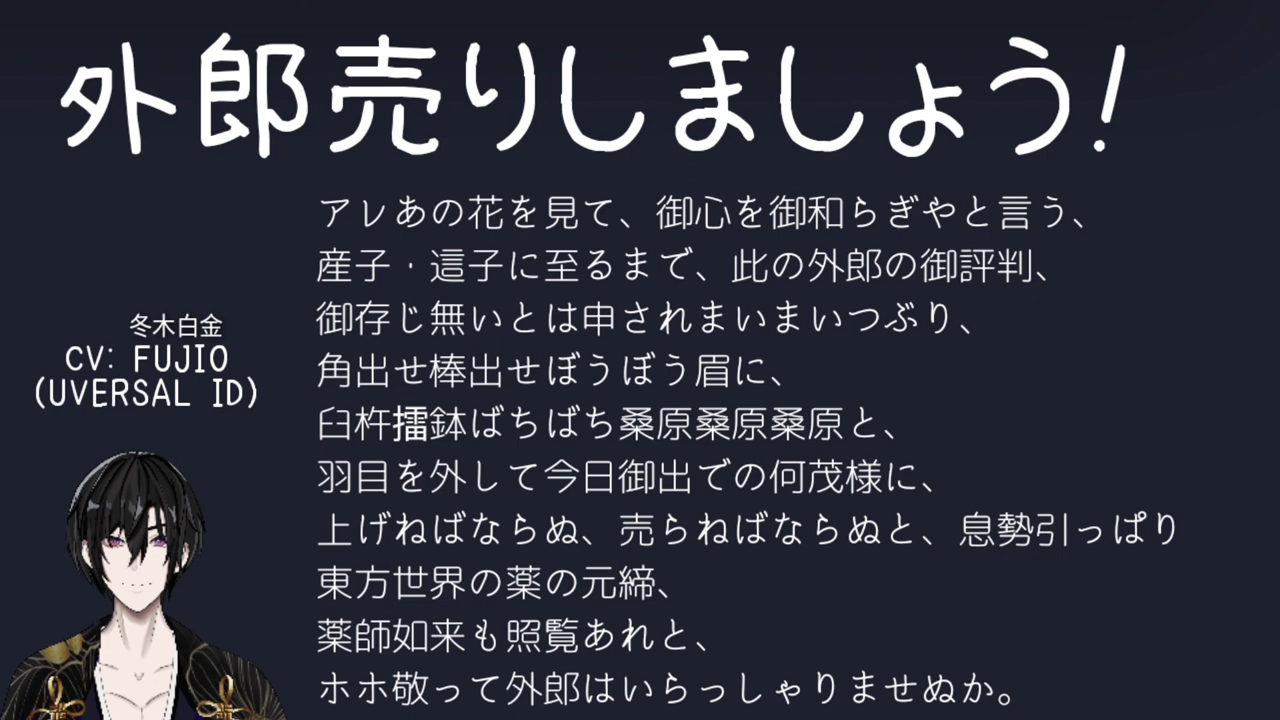 外郎売りしましょう!
アレあの花を見て、御心を御和らぎやと言う、
産子・這子に至るまで、此の外郎の御評判、
御存じ無いとは申されまいまいつぶり、
角出せ棒出せぼうぼう眉に、
臼杵擂鉢ばちばち桑原桑原桑原と、
羽目を外して今日御出での何茂様に、
上げねばならぬ、売らねばならぬと、息勢引っぱり
東方世界の薬の元締、
薬師如来も照覧あれと、
ホホ敬って外郎はいらっしゃりませぬか。
冬木白金
CV: FUJIO
(UVERSAL ID)